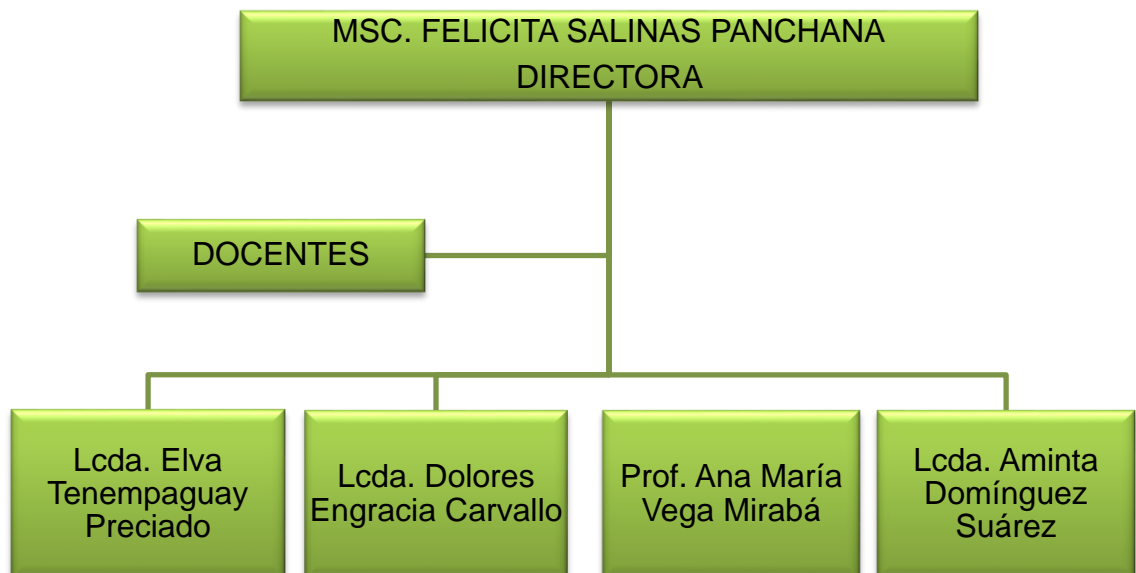 MSC. FELICITA SALINAS PANCHANA
DIRECTORA
DOCENTES
Lcda. Elva
Tenempaguay
Preciado
Lcda. Dolores
Engracia Carvallo
Prof. Ana María
Vega Mirabá
Lcda. Aminta
Domínguez
Suárez